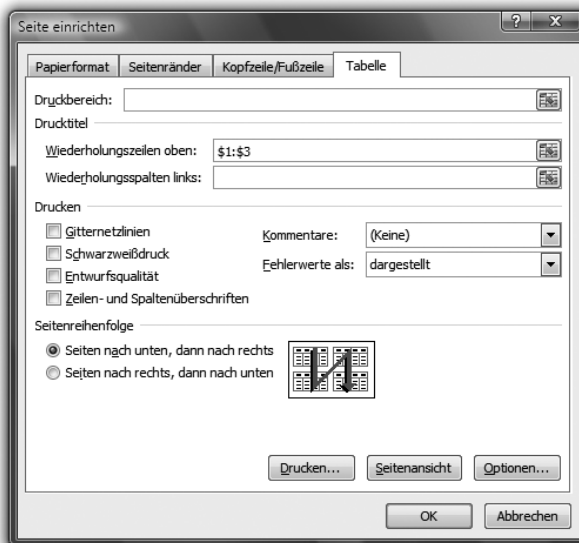 Seite einrichten
Papierformat Seitenränder Kopfzeile/Fußzeile Tabelle
Druckbereich:
Drucktitel
Wiederholungszeilen oben: $1:$3
Wiederholungsspalten links:
Drucken
Gitternetzlinien
Schwarzweißdruck
Entwurfsqualität
Zeilen- und Spaltenüberschriften
Kommentare: (Keine)
Fehlerwerte als: dargestellt
Seitenreihenfolge
Seiten nach unten, dann nach rechts
Seiten nach rechts, dann nach unten
Drucken... Seitenansicht Optionen...
OK Abbrechen